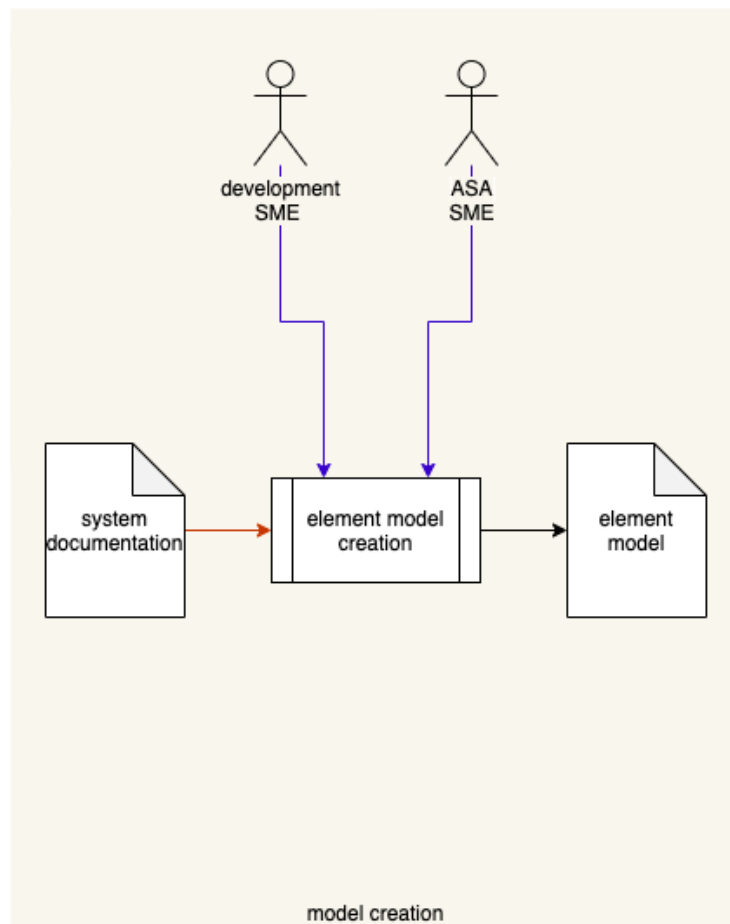 development
SME
ASA
SME
system
documentation
element model
creation
element
model
model creation